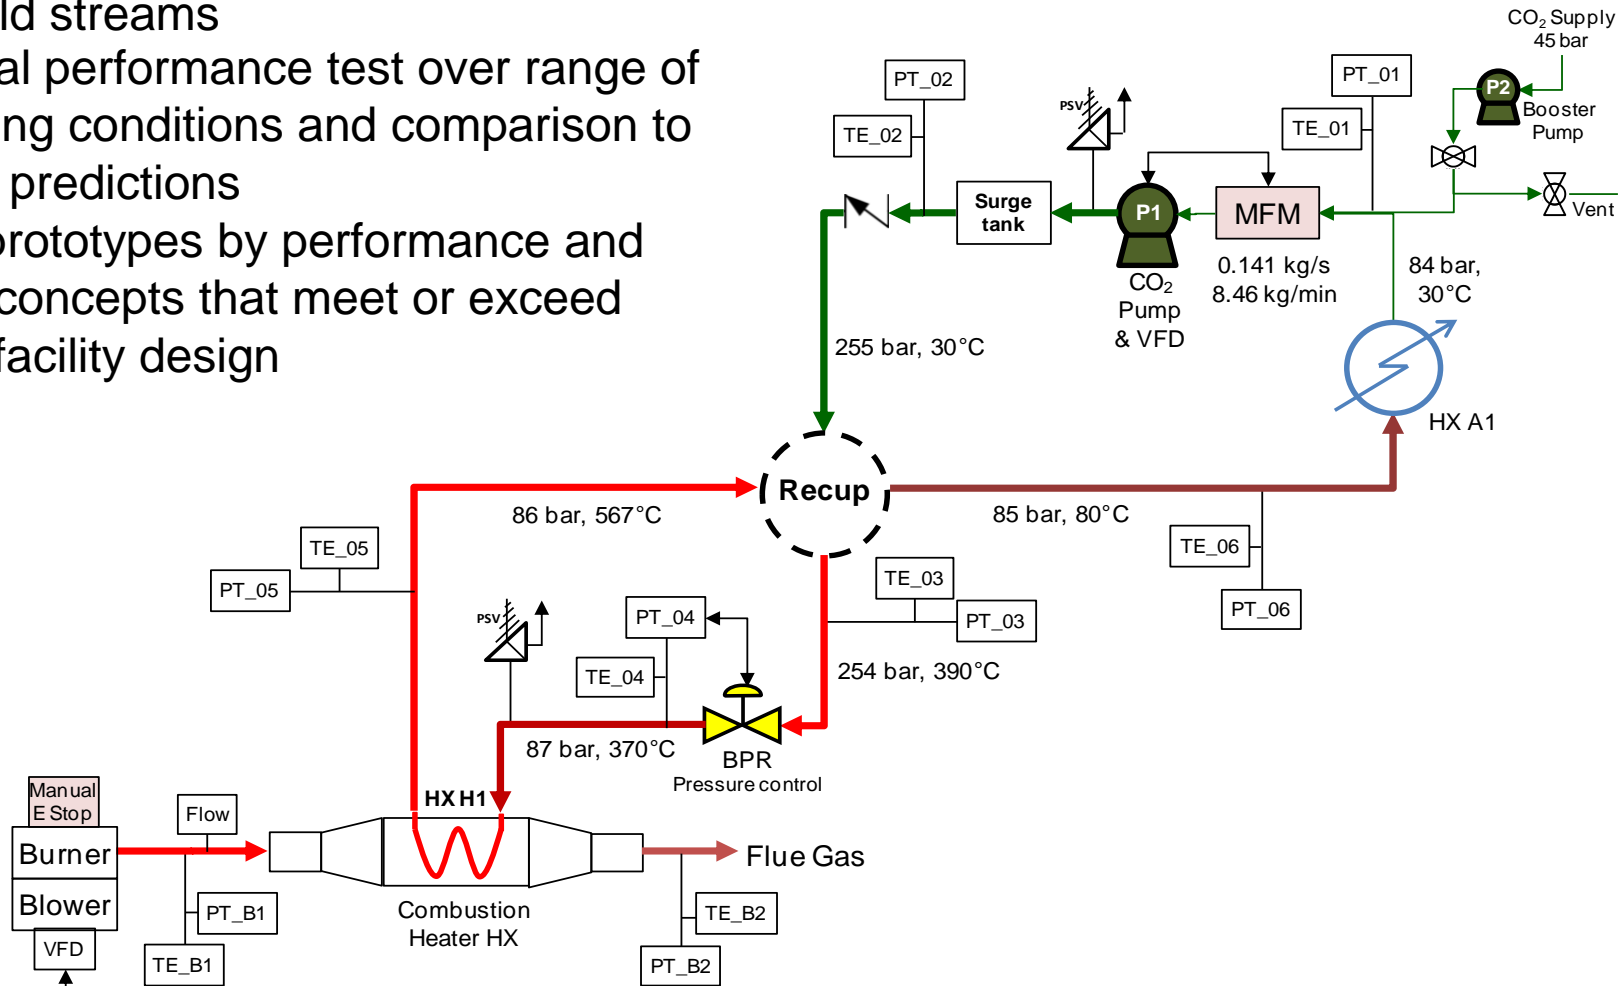 ld streams
al performance test over range of
ing conditions and comparison to
predictions
prototypes by performance and
concepts that meet or exceed
facility design
CO2 Supply
45 bar
P2
Booster
Pump
PT_01
TE_01
PT_02
TE_02
PSV
Surge
tank
P1
MFM
Vent
CO2
Pump
& VFD
0.141 kg/s
8.46 kg/min
84 bar,
30°C
255 bar, 30°C
HX A1
Recup
86 bar, 567°C
85 bar, 80°C
TE_05
PT_05
TE_03
PT_03
TE_06
PT_06
PSV
PT_04
TE_04
254 bar, 390°C
87 bar, 370°C
BPR
Pressure control
Manual
E Stop
Flow
HX H1
Burner
Blower
VFD
PT_B1
TE_B1
Combustion
Heater HX
Flue Gas
TE_B2
PT_B2